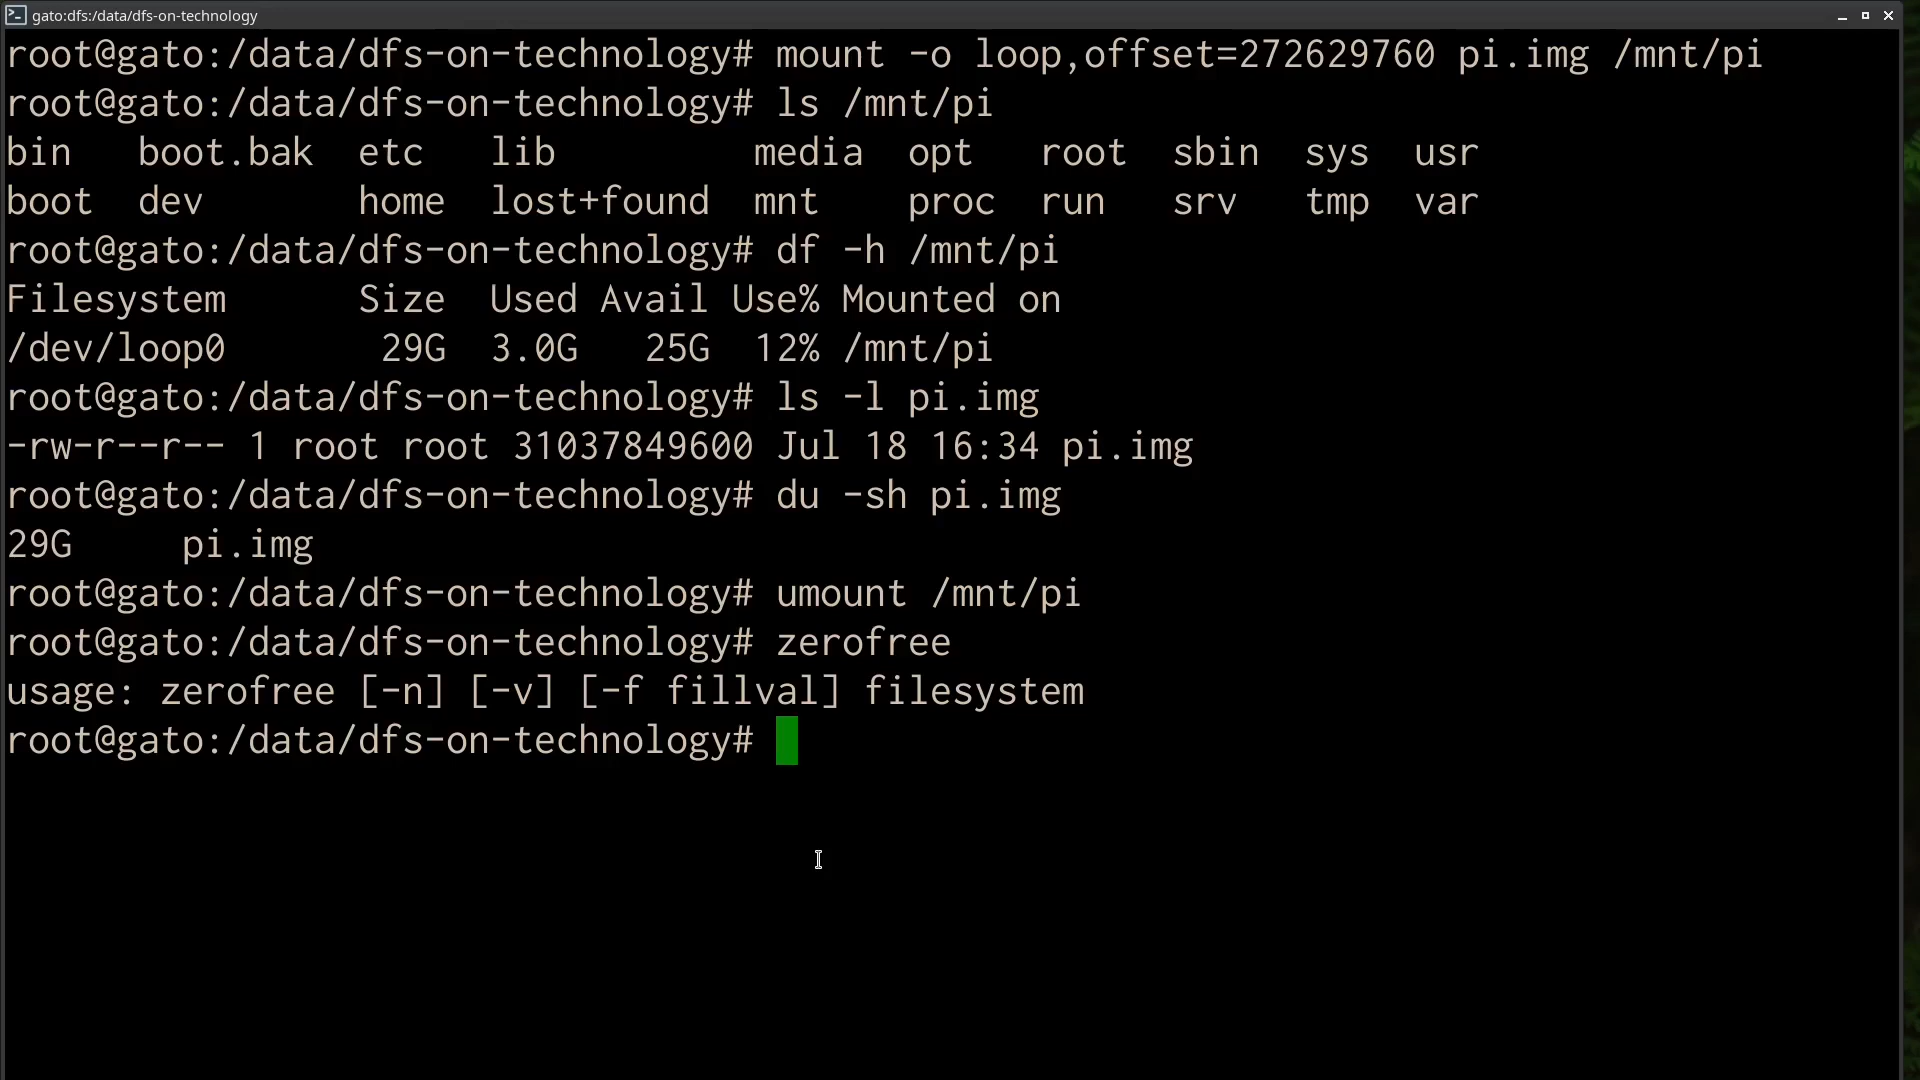 gato:dfs:/data/dfs-on-technology
root@gato:/data/dfs-on-technology# mount -o loop,offset=272629760 pi.img /mnt/pi
root@gato:/data/dfs-on-technology# ls /mnt/pi
bin   boot.bak  etc   lib         media  opt   root  sbin  sys  usr
boot  dev       home  lost+found  mnt    proc  run   srv   tmp  var
root@gato:/data/dfs-on-technology# df -h /mnt/pi
Filesystem      Size  Used Avail Use% Mounted on
/dev/loop0       29G  3.0G   25G  12% /mnt/pi
root@gato:/data/dfs-on-technology# ls -l pi.img
-rw-r--r-- 1 root root 31037849600 Jul 18 16:34 pi.img
root@gato:/data/dfs-on-technology# du -sh pi.img
29G     pi.img
root@gato:/data/dfs-on-technology# umount /mnt/pi
root@gato:/data/dfs-on-technology# zerofree
usage: zerofree [-n] [-v] [-f fillval] filesystem
root@gato:/data/dfs-on-technology#